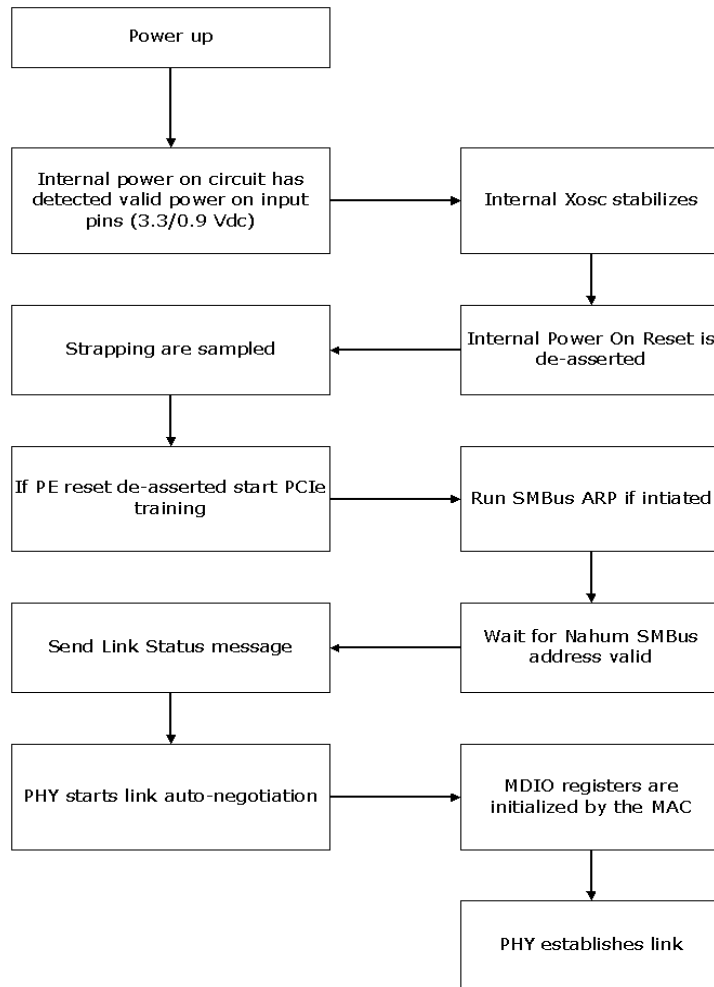 Power up
Internal power on circuit has
detected valid power on input
pins (3.3/0.9 Vdc)
Internal Xosc stabilizes
Internal Power On Reset is
de-asserted
Strapping are sampled
If PE reset de-asserted start PCIe
training
Run SMBus ARP if intiated
Wait for Nahum SMBus
address valid
Send Link Status message
PHY starts link auto-negotiation
MDIO registers are
initialized by the MAC
PHY establishes link